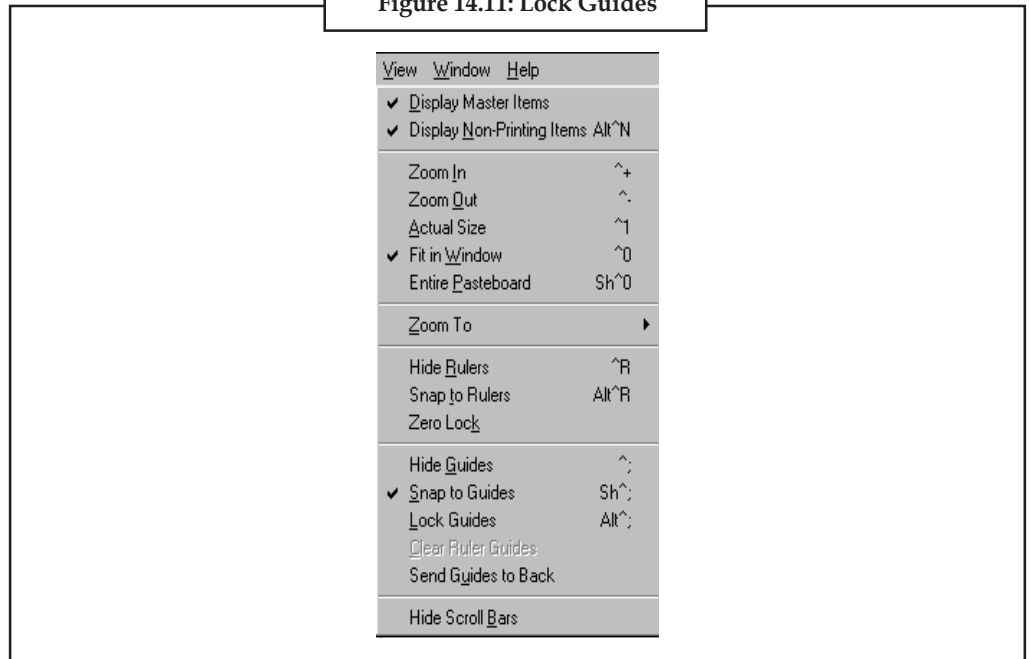 Figure 14.11: Lock Guides
View Window Help
✔ Display Master Items
✔ Display Non-Printing Items Alt^N
Zoom In ^+
Zoom Out ^-
Actual Size ^1
✔ Fit in Window ^0
Entire Pasteboard Sh^0
Zoom To
Hide Rulers ^R
Snap to Rulers Alt^R
Zero Lock
Hide Guides ^;
✔ Snap to Guides Sh^;
Lock Guides Alt^;
Clear Ruler Guides
Send Guides to Back
Hide Scroll Bars